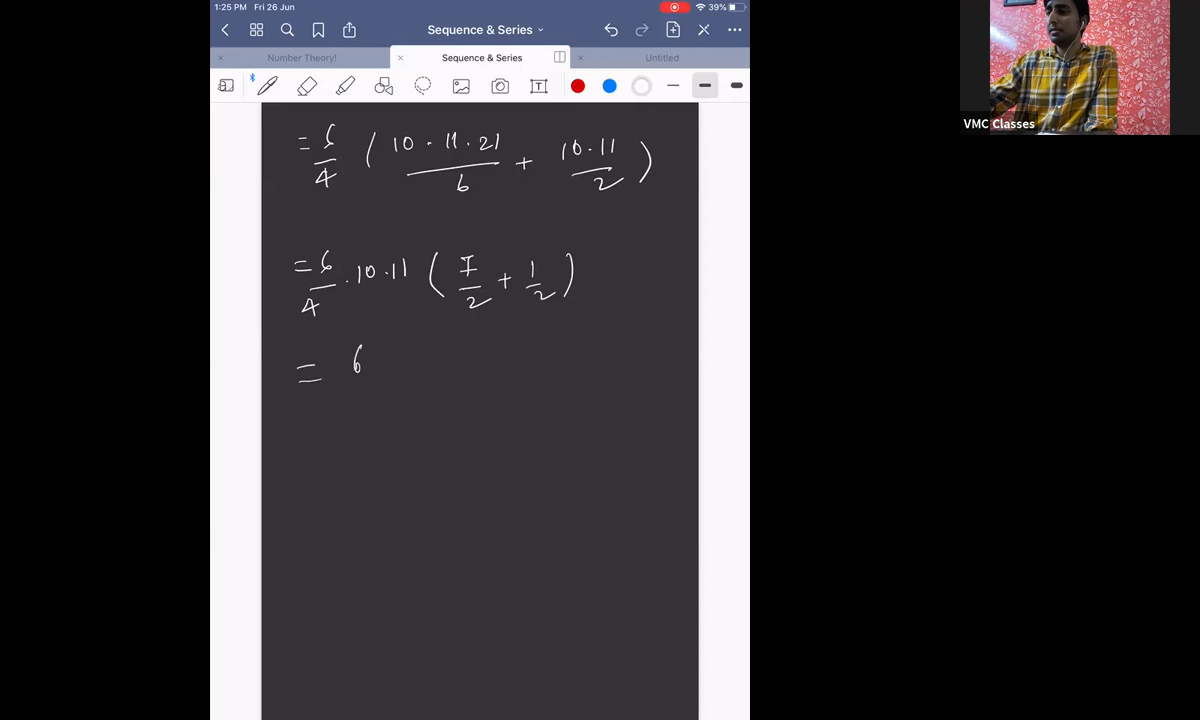 1:25 PM Fri 26 Jun 39%
Sequence & Series
Number Theory! Sequence & Series Untitled
T
VMC Classes
= 6/4 ( 10 · 11 · 21 / 6 + 10 · 11 / 2 )
= 6/4 · 10 · 11 ( 7/2 + 1/2 )
= 6